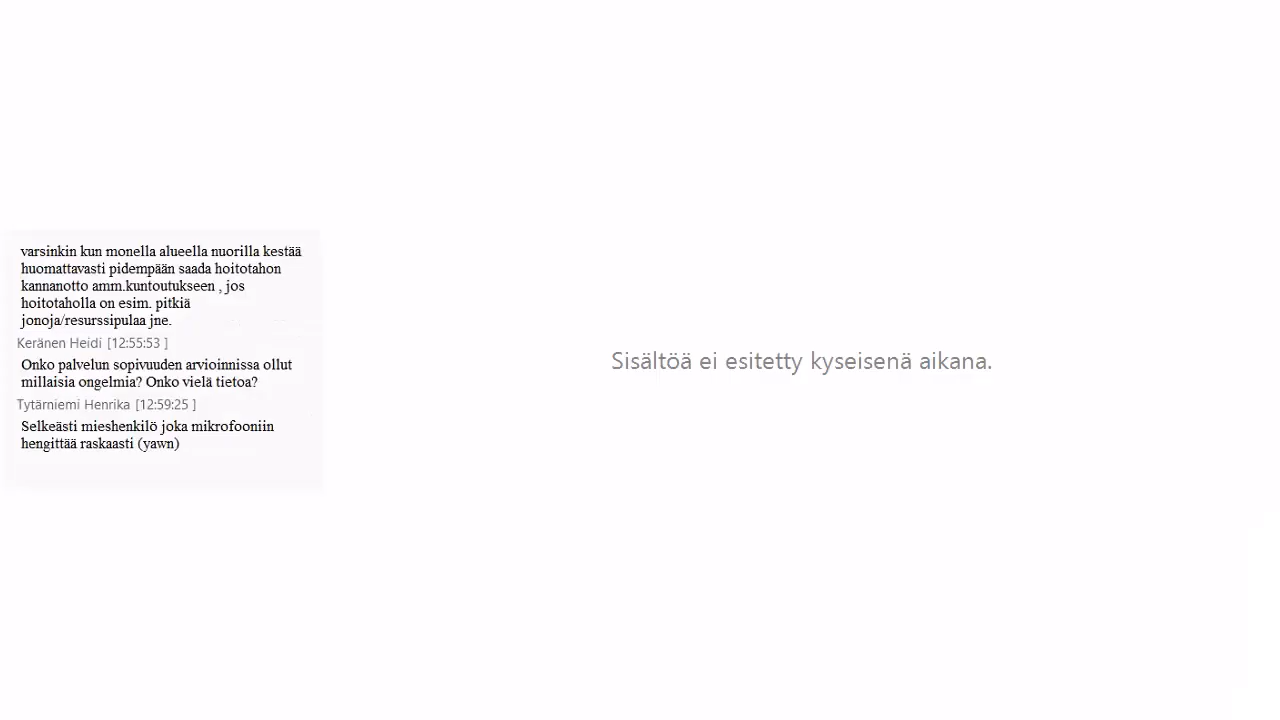 varsinkin kun monella alueella nuorilla kestää
huomattavasti pidempään saada hoitotahon
kannanotto amm.kuntoutukseen , jos
hoitotaholla on esim. pitkiä
jonoja/resurssipulaa jne.
Keränen Heidi [12:55:53 ]
Onko palvelun sopivuuden arvioinnissa ollut
millaisia ongelmia? Onko vielä tietoa?
Tytärniemi Henrika [12:59:25 ]
Selkeästi mieshenkilö joka mikrofooniin
hengittää raskaasti (yawn)
Sisältöä ei esitetty kyseisenä aikana.